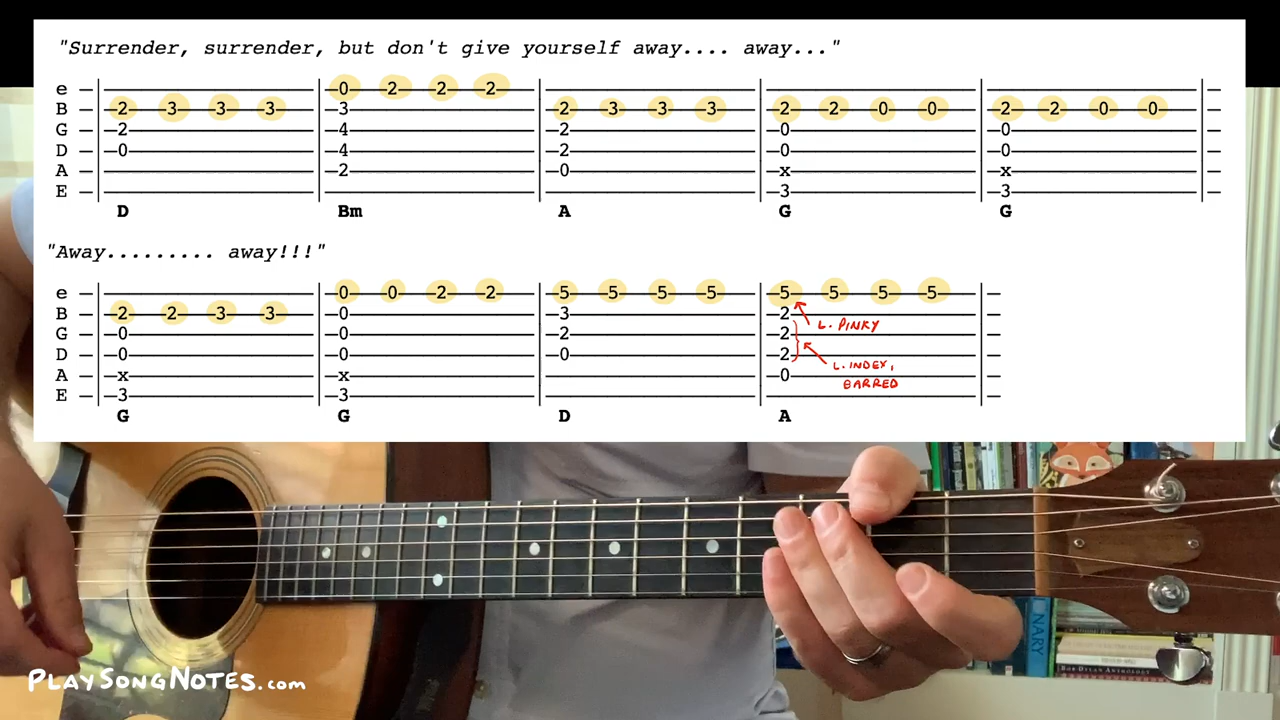 "Surrender, surrender, but don't give yourself away.... away..."
e —|—————————————————|—0——2——2——2——|—————————————————|—————————————————|—————————————————|—
B —|—2——3——3——3——|—3———————————————|—2——3——3——3——|—2——2——0——0——|—2——2——0——0——|—
G —|—2———————————————|—4———————————————|—2———————————————|—0———————————————|—0———————————————|—
D —|—0———————————————|—4———————————————|—2———————————————|—0———————————————|—0———————————————|—
A —|—————————————————|—2———————————————|—0———————————————|—x———————————————|—x———————————————|—
E —|—————————————————|—————————————————|—————————————————|—3———————————————|—3———————————————|—
D Bm A G G
"Away......... away!!!"
e —|—————————————————|—0——0——2——2——|—5——5——5——5——|—5——5——5——5——|—
B —|—2——2——3——3——|—0———————————————|—3———————————————|—2———————————————|—
L. PINKY
G —|—0———————————————|—0———————————————|—2———————————————|—2———————————————|—
D —|—0———————————————|—0———————————————|—0———————————————|—2———————————————|—
L. INDEX,
A —|—x———————————————|—x———————————————|—————————————————|—0———————————————|—
BARRED
E —|—3———————————————|—3———————————————|—————————————————|—————————————————|—
G G D A
NARY
BOB DYLAN ANTHOLOGY
PLAYSONGNOTES.com